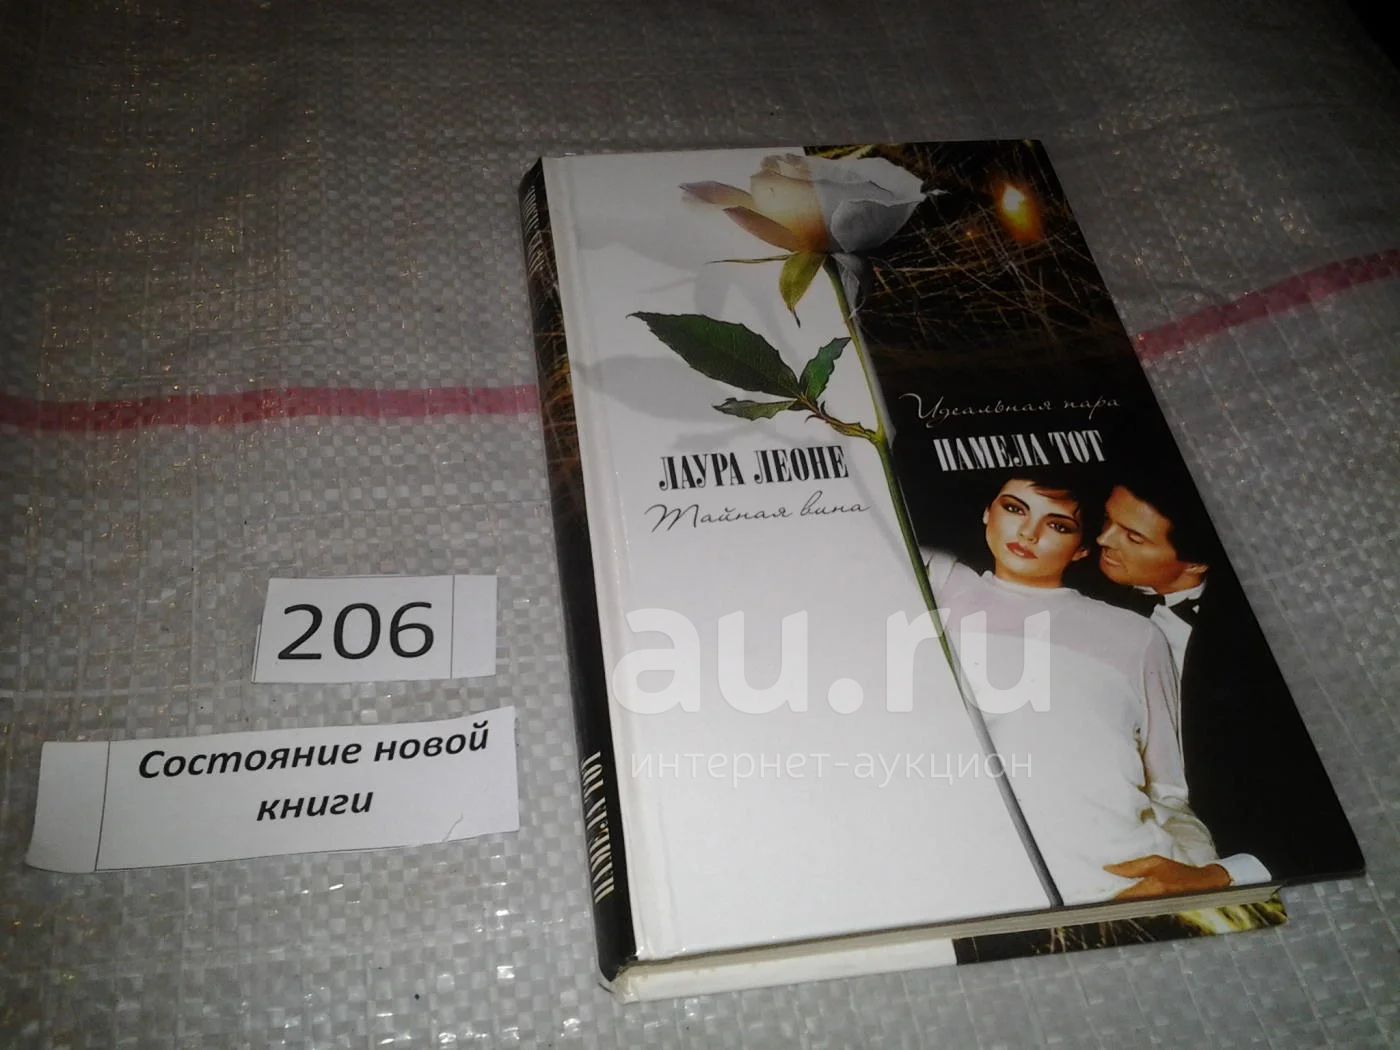 Идеальная пара
ПАМЕЛА ТОТ
ЛАУРА ЛЕОНЕ
Тайная вина
206
Состояние новой
книги
ПАМЕЛА ТОТ
au.ru
интернет-аукцион